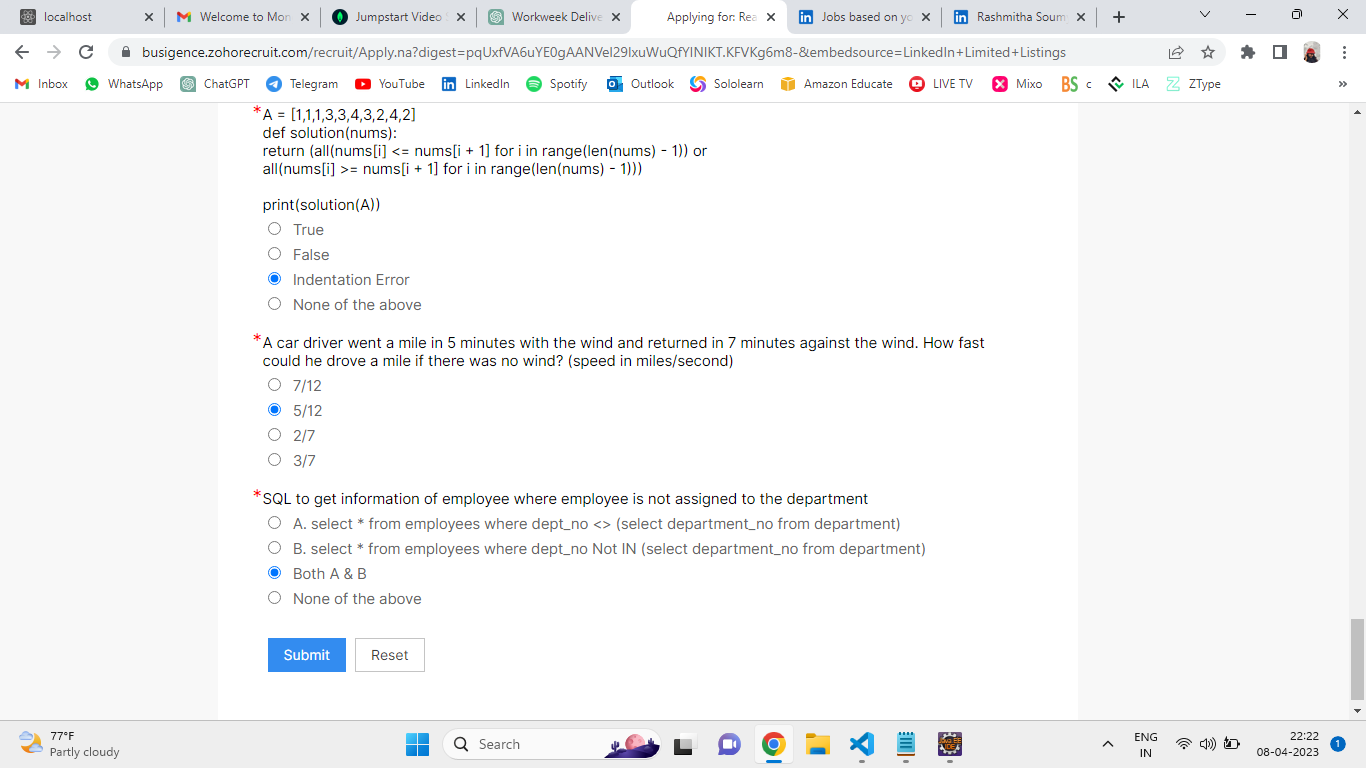 localhost
Welcome to Mon
Jumpstart Video
Workweek Delive
Applying for: Rea
Jobs based on yo
Rashmitha Soum
busigence.zohorecruit.com/recruit/Apply.na?digest=pqUxfVA6uYE0gAANVel29lxuWuQfYINIKT.KFVKg6m8-&embedsource=LinkedIn+Limited+Listings
Inbox
WhatsApp
ChatGPT
Telegram
YouTube
LinkedIn
Spotify
Outlook
Sololearn
Amazon Educate
LIVE TV
Mixo
BS c
ILA
ZType
»
*A = [1,1,1,3,3,4,3,2,4,2]
def solution(nums):
return (all(nums[i] <= nums[i + 1] for i in range(len(nums) - 1)) or
all(nums[i] >= nums[i + 1] for i in range(len(nums) - 1)))
print(solution(A))
True
False
Indentation Error
None of the above
*A car driver went a mile in 5 minutes with the wind and returned in 7 minutes against the wind. How fast
could he drove a mile if there was no wind? (speed in miles/second)
7/12
5/12
2/7
3/7
*SQL to get information of employee where employee is not assigned to the department
A. select * from employees where dept_no <> (select department_no from department)
B. select * from employees where dept_no Not IN (select department_no from department)
Both A & B
None of the above
Submit
Reset
77°F
Partly cloudy
Search
ENG
IN
22:22
08-04-2023
1